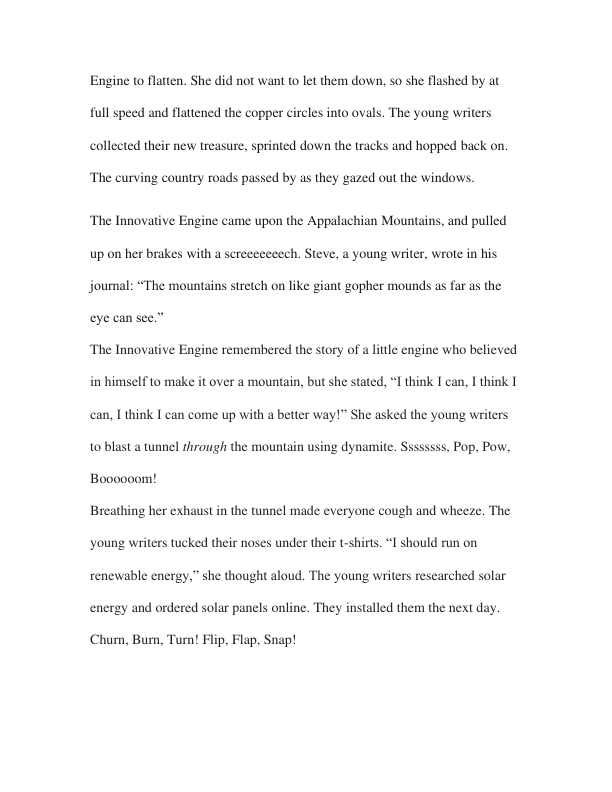 Engine to flatten. She did not want to let them down, so she flashed by at
full speed and flattened the copper circles into ovals. The young writers
collected their new treasure, sprinted down the tracks and hopped back on.
The curving country roads passed by as they gazed out the windows.
The Innovative Engine came upon the Appalachian Mountains, and pulled
up on her brakes with a screeeeeeech. Steve, a young writer, wrote in his
journal: “The mountains stretch on like giant gopher mounds as far as the
eye can see.”
The Innovative Engine remembered the story of a little engine who believed
in himself to make it over a mountain, but she stated, “I think I can, I think I
can, I think I can come up with a better way!” She asked the young writers
to blast a tunnel through the mountain using dynamite. Ssssssss, Pop, Pow,
Boooooom!
Breathing her exhaust in the tunnel made everyone cough and wheeze. The
young writers tucked their noses under their t-shirts. “I should run on
renewable energy,” she thought aloud. The young writers researched solar
energy and ordered solar panels online. They installed them the next day.
Churn, Burn, Turn! Flip, Flap, Snap!